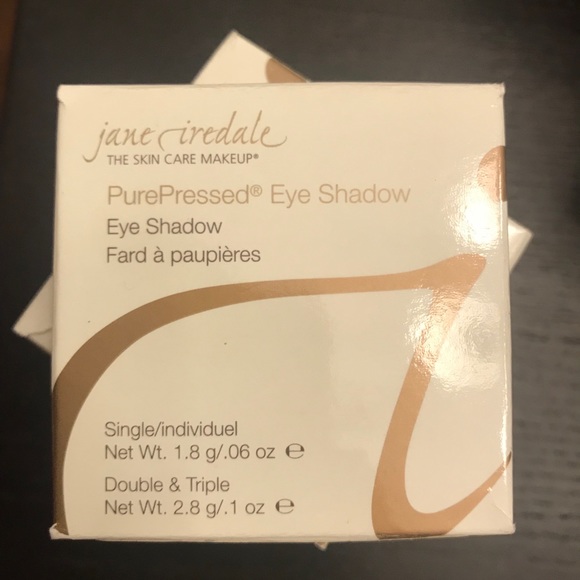 jane iredale
THE SKIN CARE MAKEUP®
PurePressed® Eye Shadow
Eye Shadow
Fard à paupières
Single/individuel
Net Wt. 1.8 g/.06 oz ℮
Double & Triple
Net Wt. 2.8 g/.1 oz ℮